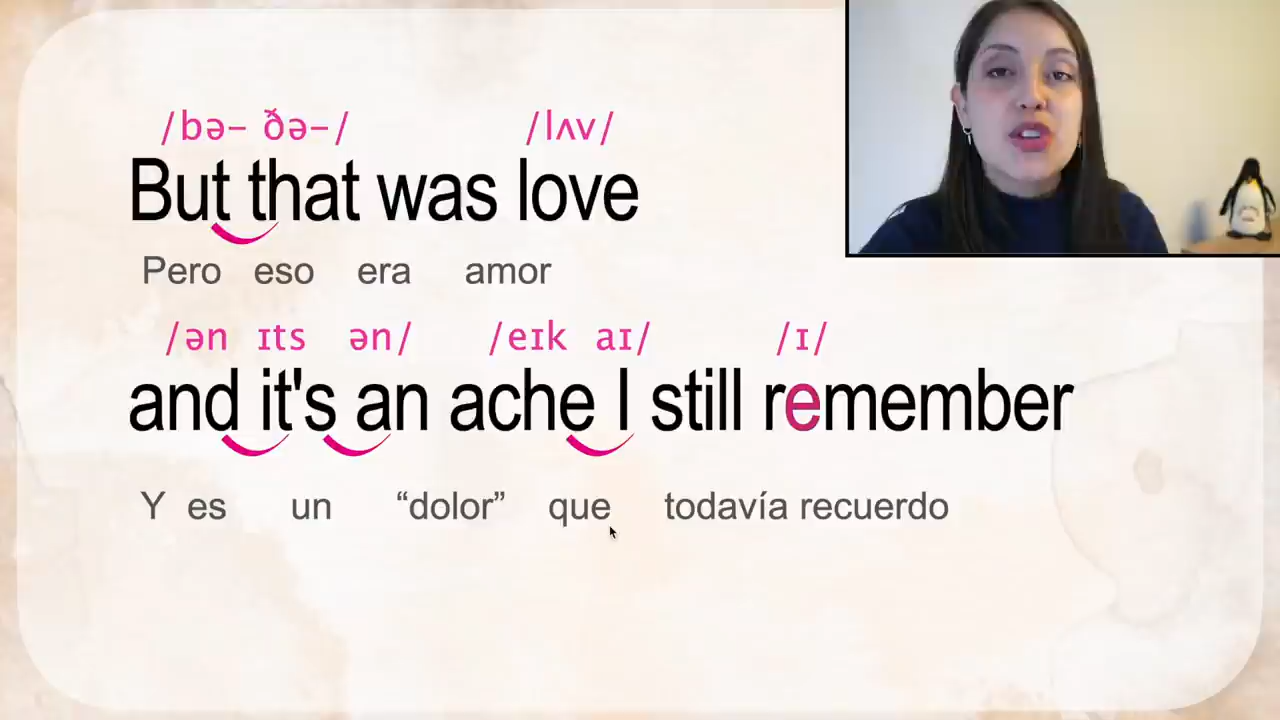 /bə– ðə–/ /lʌv/
But that was love
Pero eso era amor
/ən ɪts ən/ /eɪk aɪ/ /ɪ/
and it's an ache I still remember
Y es un “dolor” que todavía recuerdo